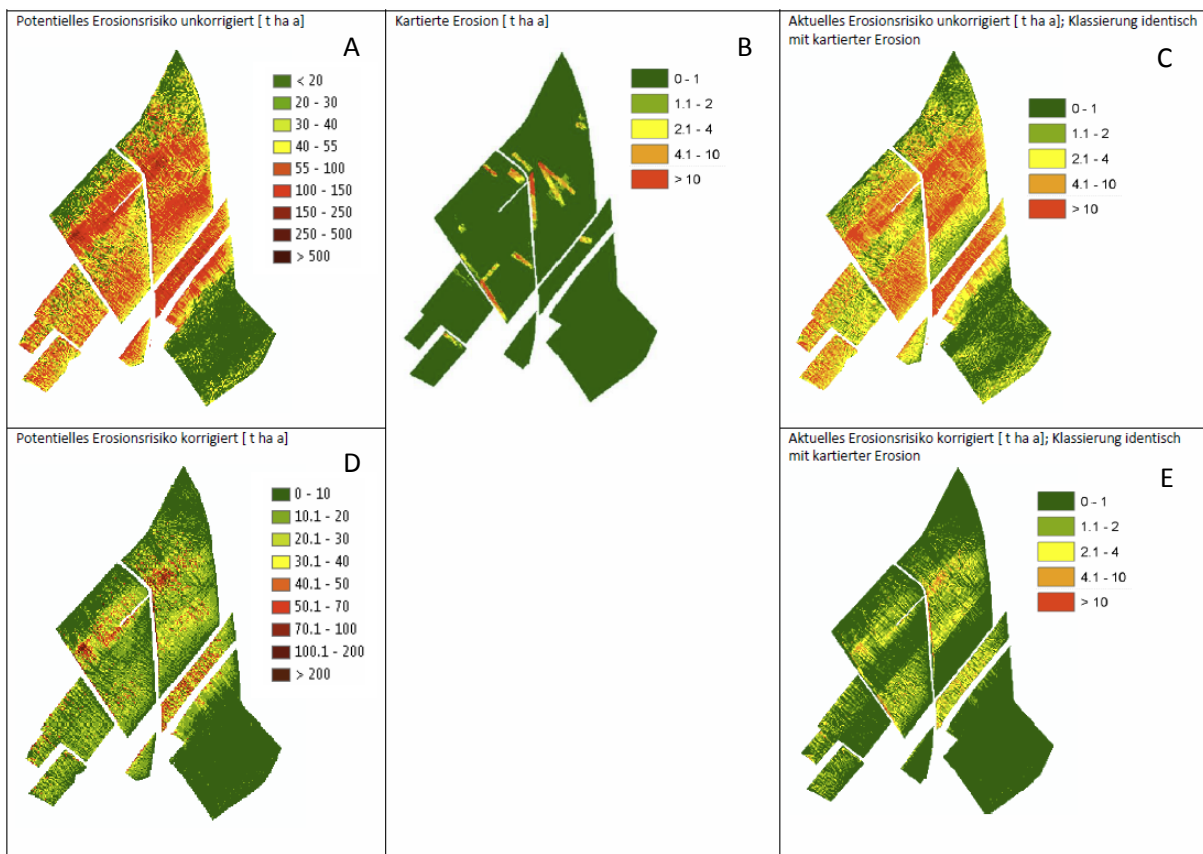 Potentielles Erosionsrisiko unkorrigiert [ t ha a]
A
< 20
20 - 30
30 - 40
40 - 55
55 - 100
100 - 150
150 - 250
250 - 500
> 500
Kartierte Erosion [ t ha a]
B
0 - 1
1.1 - 2
2.1 - 4
4.1 - 10
> 10
Aktuelles Erosionsrisiko unkorrigiert [ t ha a]; Klassierung identisch
mit kartierter Erosion
C
0 - 1
1.1 - 2
2.1 - 4
4.1 - 10
> 10
Potentielles Erosionsrisiko korrigiert [ t ha a]
D
0 - 10
10.1 - 20
20.1 - 30
30.1 - 40
40.1 - 50
50.1 - 70
70.1 - 100
100.1 - 200
> 200
Aktuelles Erosionsrisiko korrigiert [ t ha a]; Klassierung identisch
mit kartierter Erosion
E
0 - 1
1.1 - 2
2.1 - 4
4.1 - 10
> 10